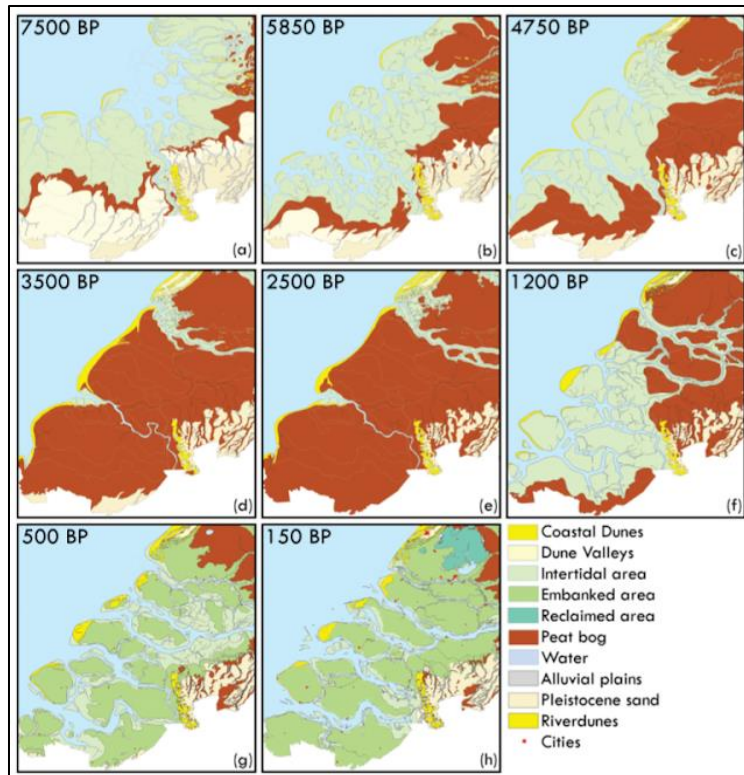 7500 BP
5850 BP
4750 BP
(a)
(b)
(c)
3500 BP
2500 BP
1200 BP
(d)
(e)
(f)
500 BP
150 BP
(g)
(h)
Coastal Dunes
Dune Valleys
Intertidal area
Embanked area
Reclaimed area
Peat bog
Water
Alluvial plains
Pleistocene sand
Riverdunes
Cities